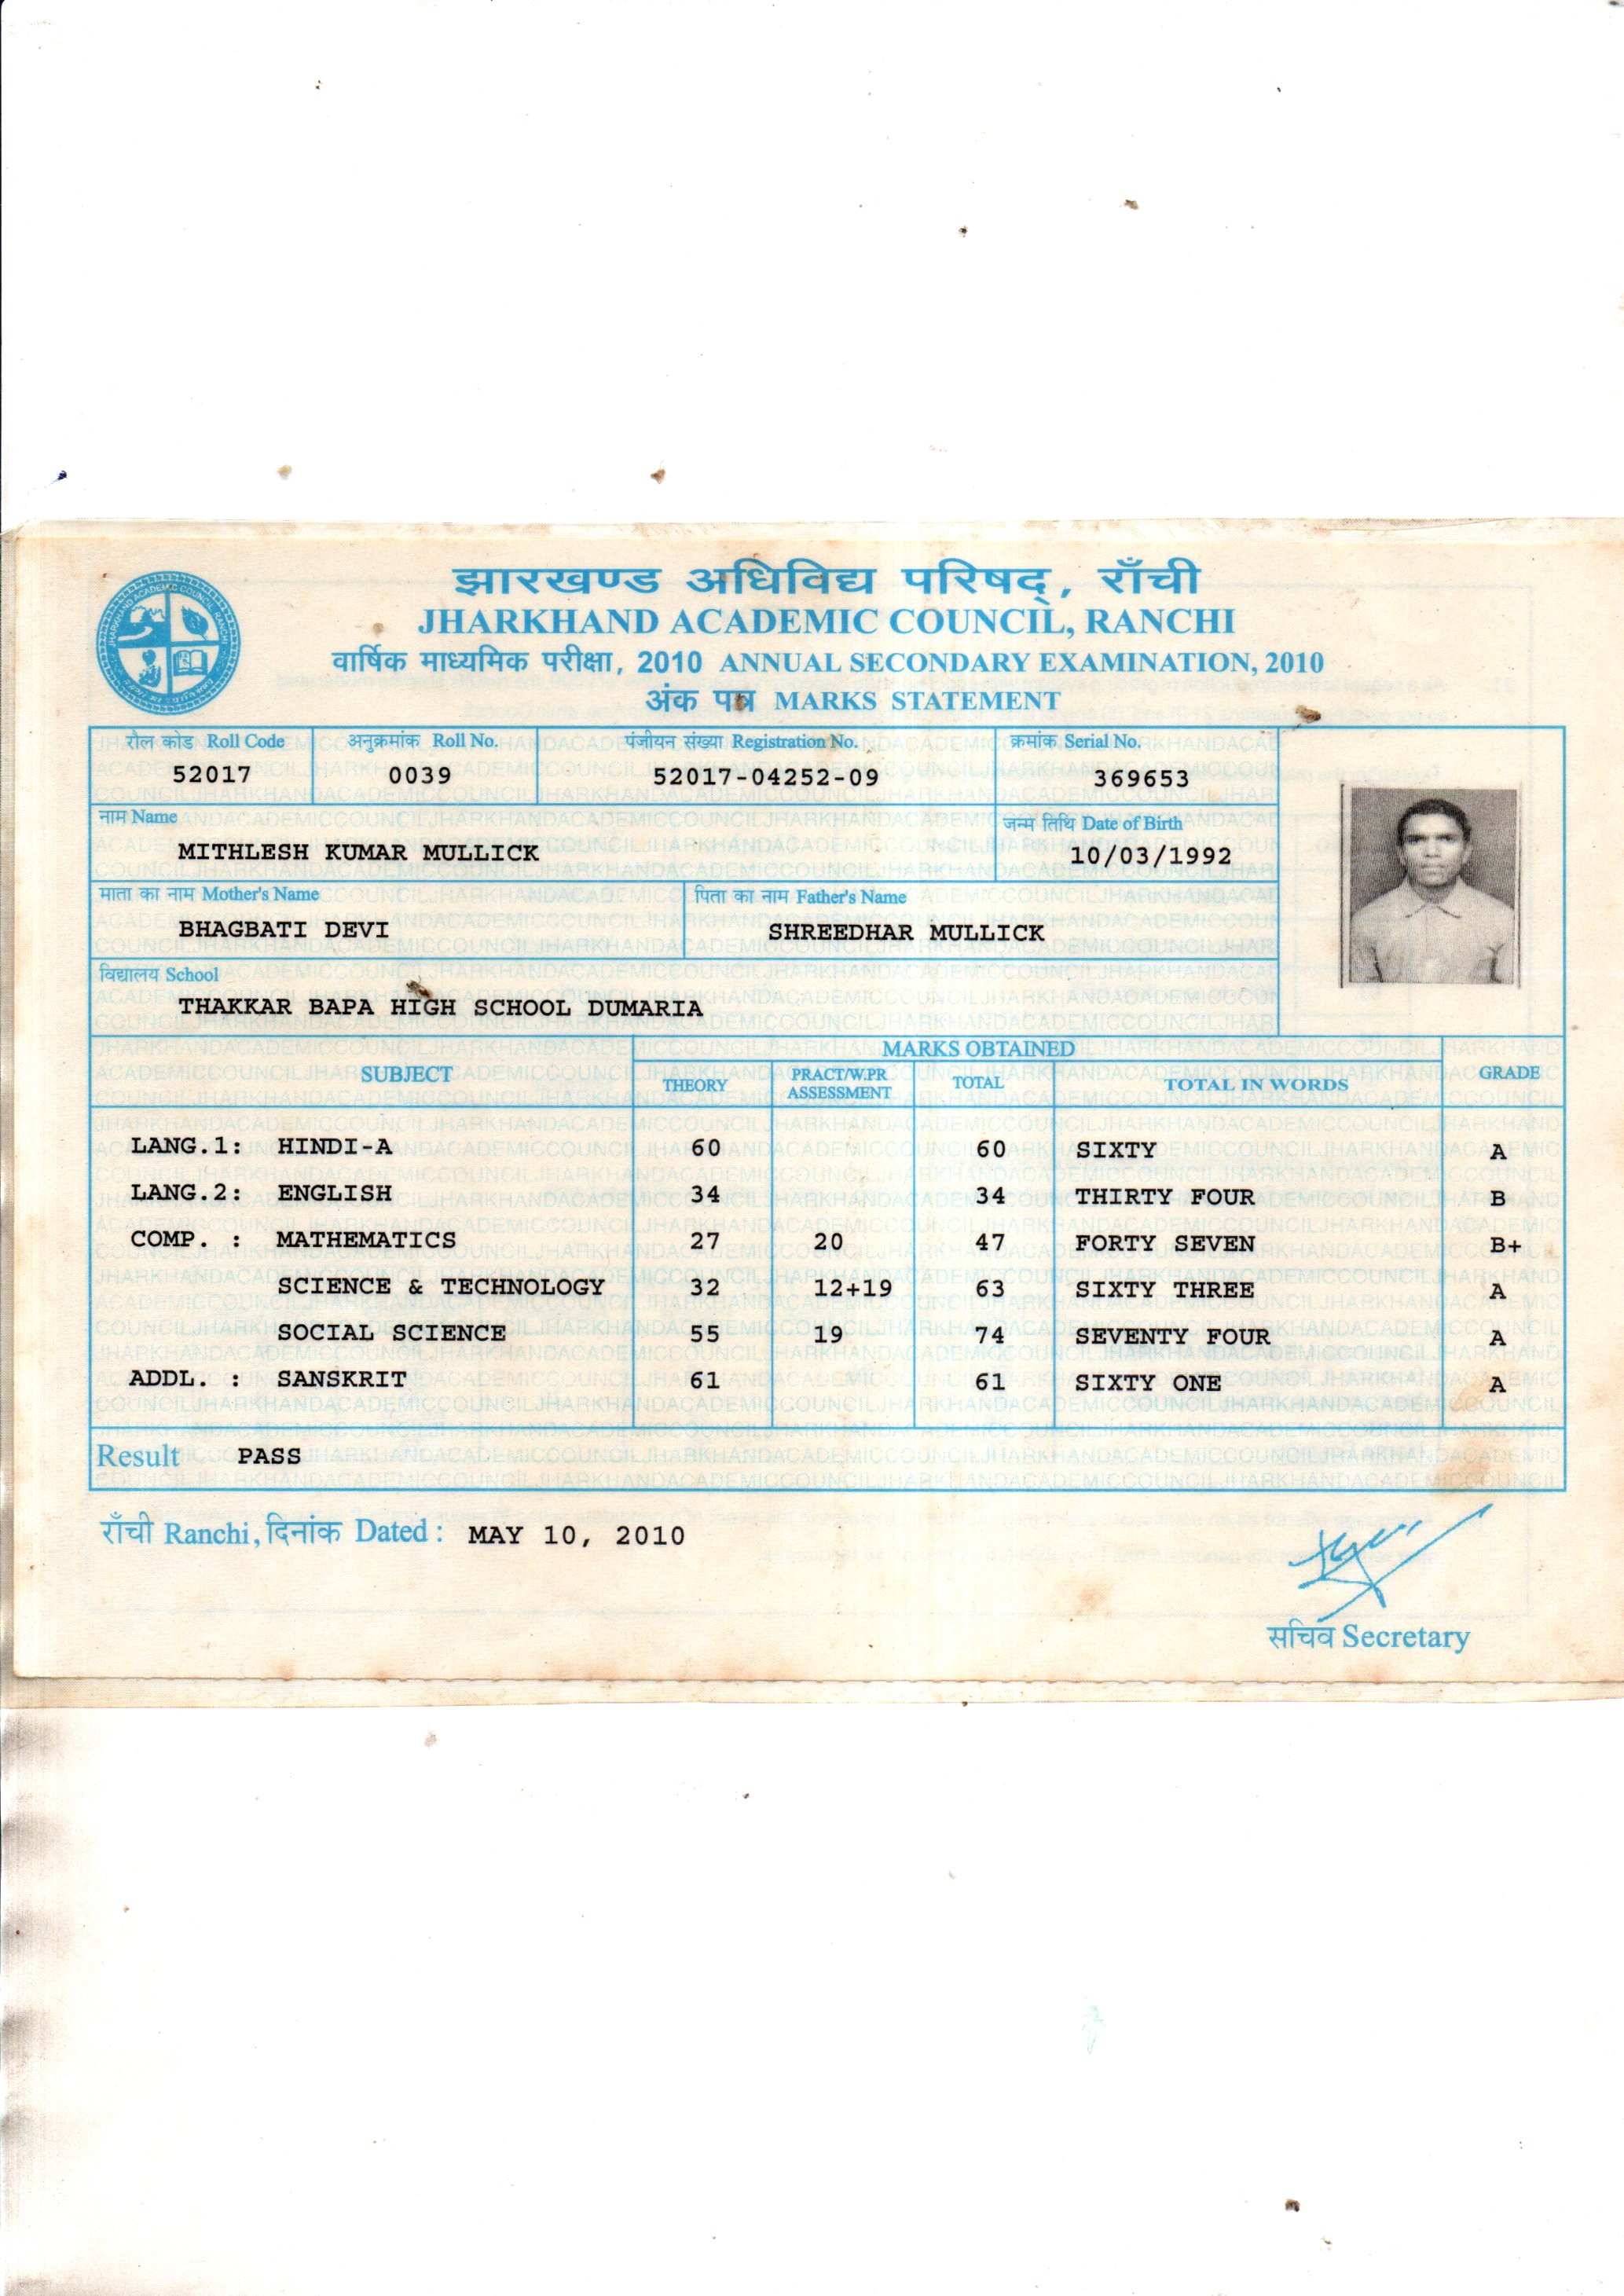 झारखण्ड अधिविद्य परिषद्, राँची
JHARKHAND ACADEMIC COUNCIL, RANCHI
वार्षिक माध्यमिक परीक्षा, 2010 ANNUAL SECONDARY EXAMINATION, 2010
अंक पत्र MARKS STATEMENT
रौल कोड Roll Code अनुक्रमांक Roll No. पंजीयन संख्या Registration No. क्रमांक Serial No.
52017 0039 52017-04252-09 369653
नाम Name जन्म तिथि Date of Birth
MITHLESH KUMAR MULLICK 10/03/1992
माता का नाम Mother's Name पिता का नाम Father's Name
BHAGBATI DEVI SHREEDHAR MULLICK
विद्यालय School
THAKKAR BAPA HIGH SCHOOL DUMARIA
MARKS OBTAINED
SUBJECT THEORY PRACT/W.PR ASSESSMENT TOTAL TOTAL IN WORDS GRADE
LANG.1: HINDI-A 60 60 SIXTY A
LANG.2: ENGLISH 34 34 THIRTY FOUR B
COMP. : MATHEMATICS 27 20 47 FORTY SEVEN B+
SCIENCE & TECHNOLOGY 32 12+19 63 SIXTY THREE A
SOCIAL SCIENCE 55 19 74 SEVENTY FOUR A
ADDL. : SANSKRIT 61 61 SIXTY ONE A
Result PASS
राँची Ranchi, दिनांक Dated : MAY 10, 2010
सचिव Secretary